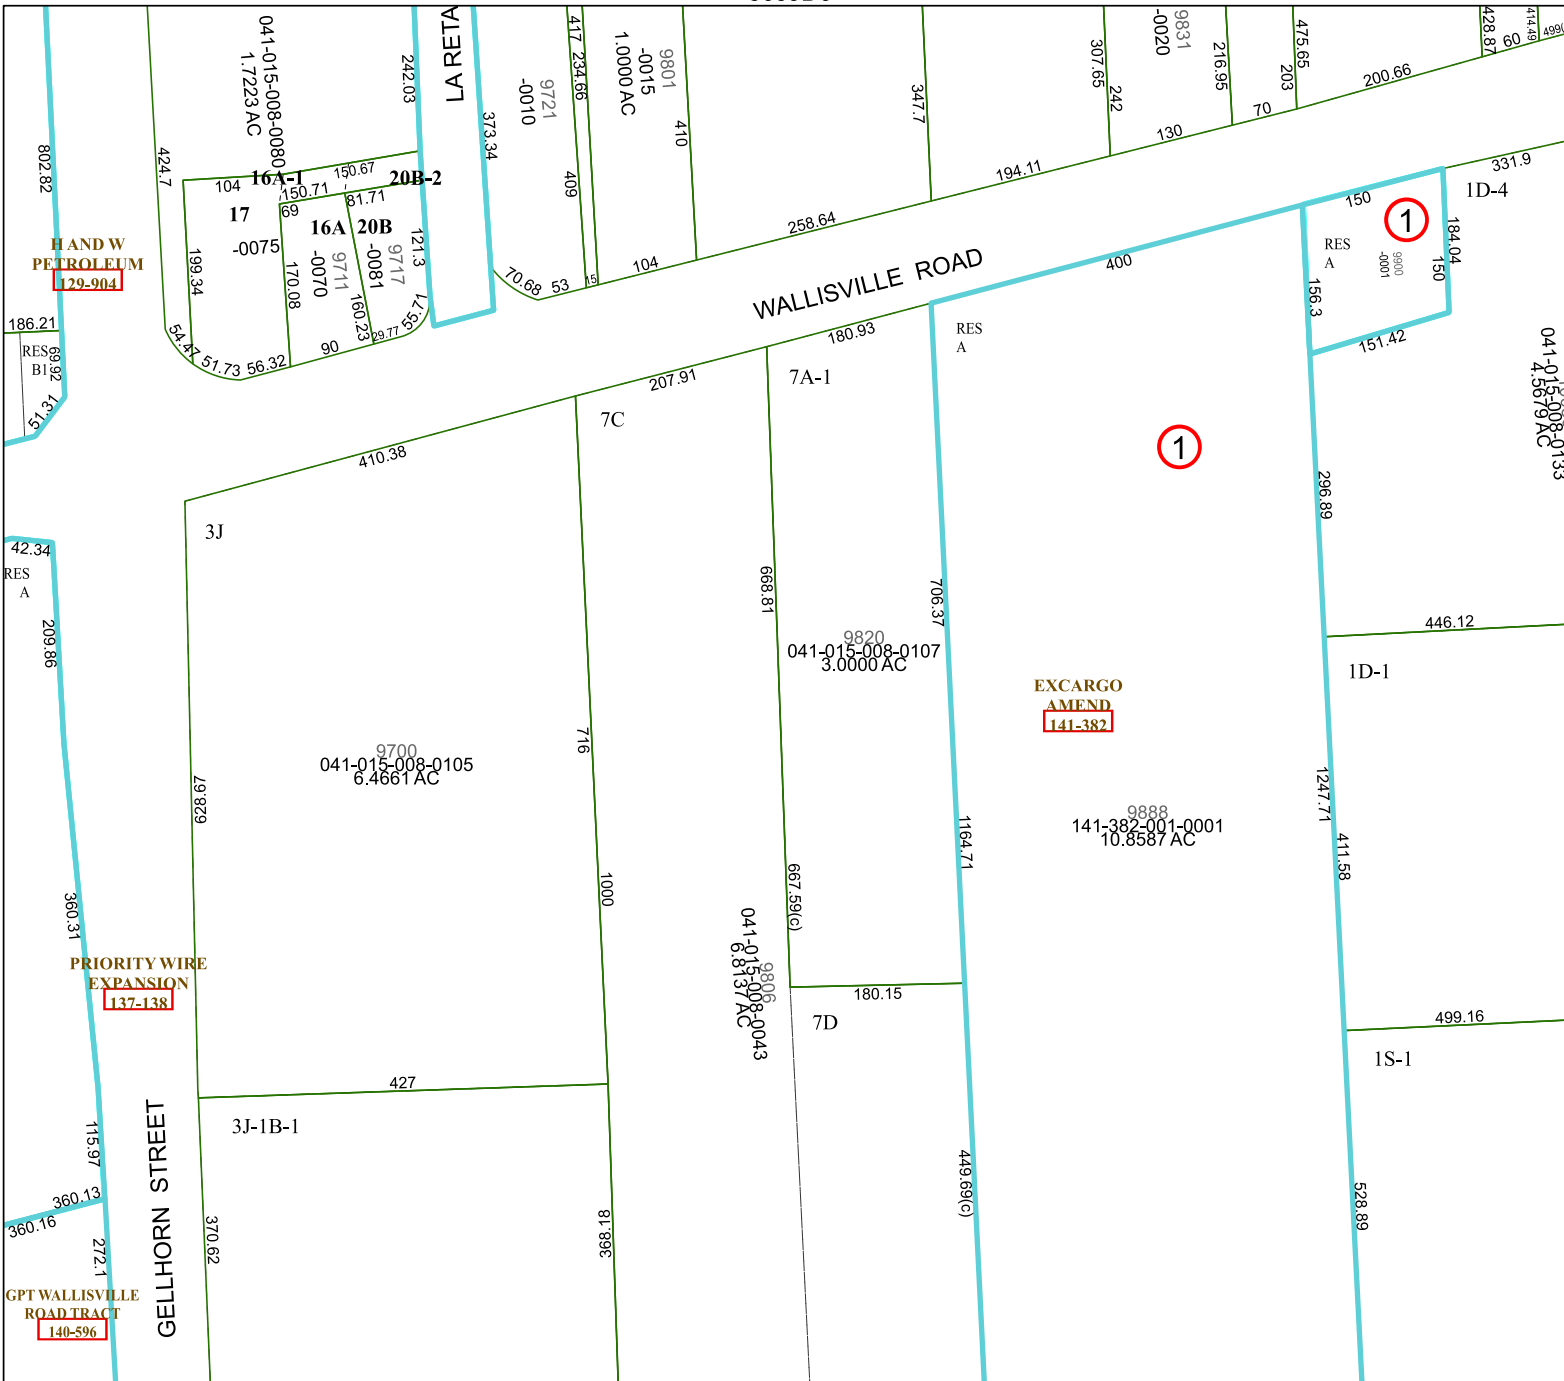 041-015-008-0080
1.7223 AC
242.03
LA RETA
417
234.66
9801
-0015
1.0000 AC
9721
-0010
410
347.7
307.65
242
9831
-0020
216.95
475.65
203
428.87
60
414.49
200.66
70
130
194.11
331.9
802.82
424.7
373.34
409
104
16A-1
150.67
150.71
20B-2
81.71
69
17
16A
20B
-0075
9711
-0070
9717
-0081
121.3
199.34
170.08
160.23
55.77
29.77
90
56.32
51.73
54.47
70.68
53
15
104
258.64
WALLISVILLE ROAD
H AND W
PETROLEUM
129-904
186.21
RES
B1
69.92
51.31
400
150
1D-4
1
RES
A
9900
-0001
184.04
150
156.3
151.42
041-015-008-0133
4.5679 AC
180.93
RES
A
207.91
7A-1
7C
410.38
1
296.89
3J
42.34
RES
A
209.86
668.81
706.37
9820
041-015-008-0107
3.0000 AC
446.12
1D-1
EXCARGO
AMEND
141-382
716
9700
041-015-008-0105
6.4661 AC
628.67
1247.71
9888
141-382-001-0001
10.8587 AC
1164.71
411.58
360.31
1000
667.59(c)
9806
041-015-008-0043
6.8137 AC
PRIORITY WIRE
EXPANSION
137-138
180.15
7D
499.16
1S-1
427
3J-1B-1
115.97
GELLHORN STREET
360.13
360.16
272.1
370.62
368.18
449.69(c)
528.89
GPT WALLISVILLE
ROAD TRACT
140-596